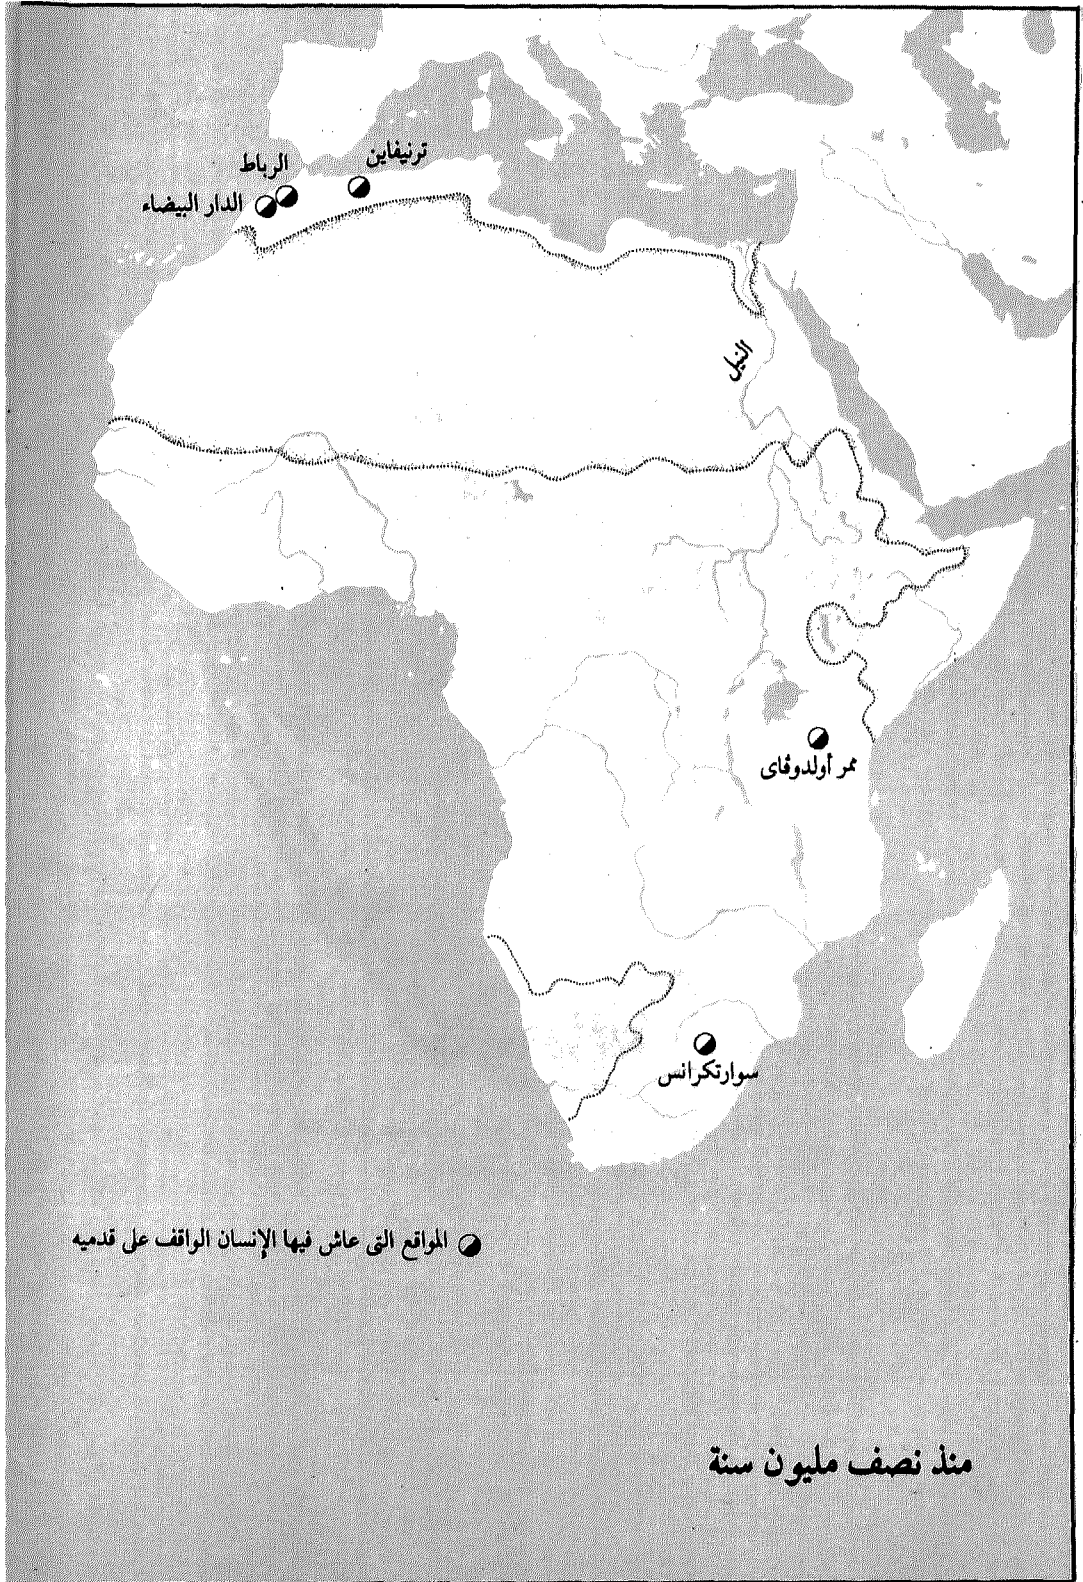 ترنيفاين
الرباط
الدار البيضاء
النيل
ممر أولدوڤاى
سوارتكرانس
المواقع التى عاش فيها الإنسان الواقف على قدميه
منذ نصف مليون سنة